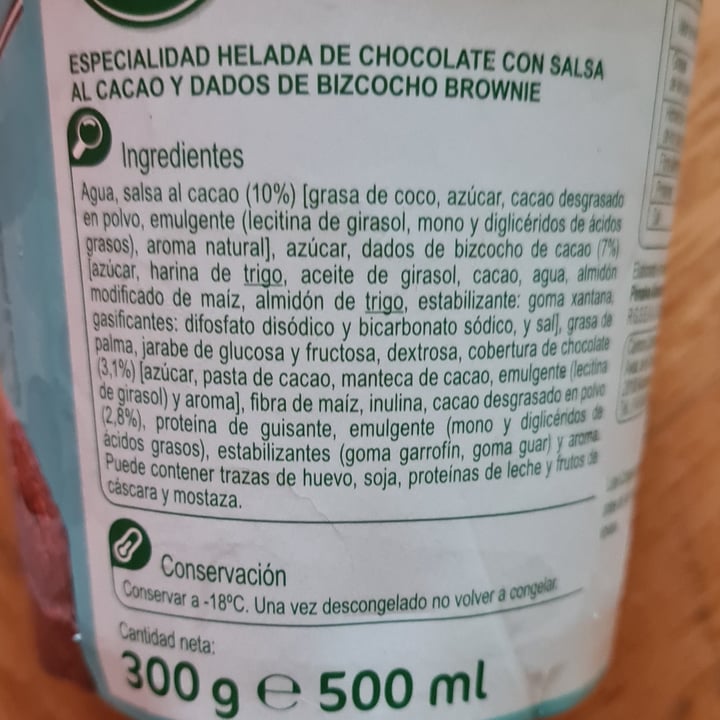 ESPECIALIDAD HELADA DE CHOCOLATE CON SALSA
AL CACAO Y DADOS DE BIZCOCHO BROWNIE
Ingredientes
Agua, salsa al cacao (10%) [grasa de coco, azúcar, cacao desgrasado
en polvo, emulgente (lecitina de girasol, mono y diglicéridos de ácidos
grasos), aroma natural], azúcar, dados de bizcocho de cacao (7%)
[azúcar, harina de trigo, aceite de girasol, cacao, agua, almidón
modificado de maíz, almidón de trigo, estabilizante: goma xantana,
gasificantes: difosfato disódico y bicarbonato sódico, y sal], grasa de
palma, jarabe de glucosa y fructosa, dextrosa, cobertura de chocolate
(3,1%) [azúcar, pasta de cacao, manteca de cacao, emulgente (lecitina
de girasol) y aroma], fibra de maíz, inulina, cacao desgrasado en polvo
(2,8%), proteína de guisante, emulgente (mono y diglicéridos de
ácidos grasos), estabilizantes (goma garrofín, goma guar) y aroma.
Puede contener trazas de huevo, soja, proteínas de leche y frutos de
cáscara y mostaza.
Conservación
Conservar a -18ºC. Una vez descongelado no volver a congelar.
Cantidad neta:
300 g e 500 ml